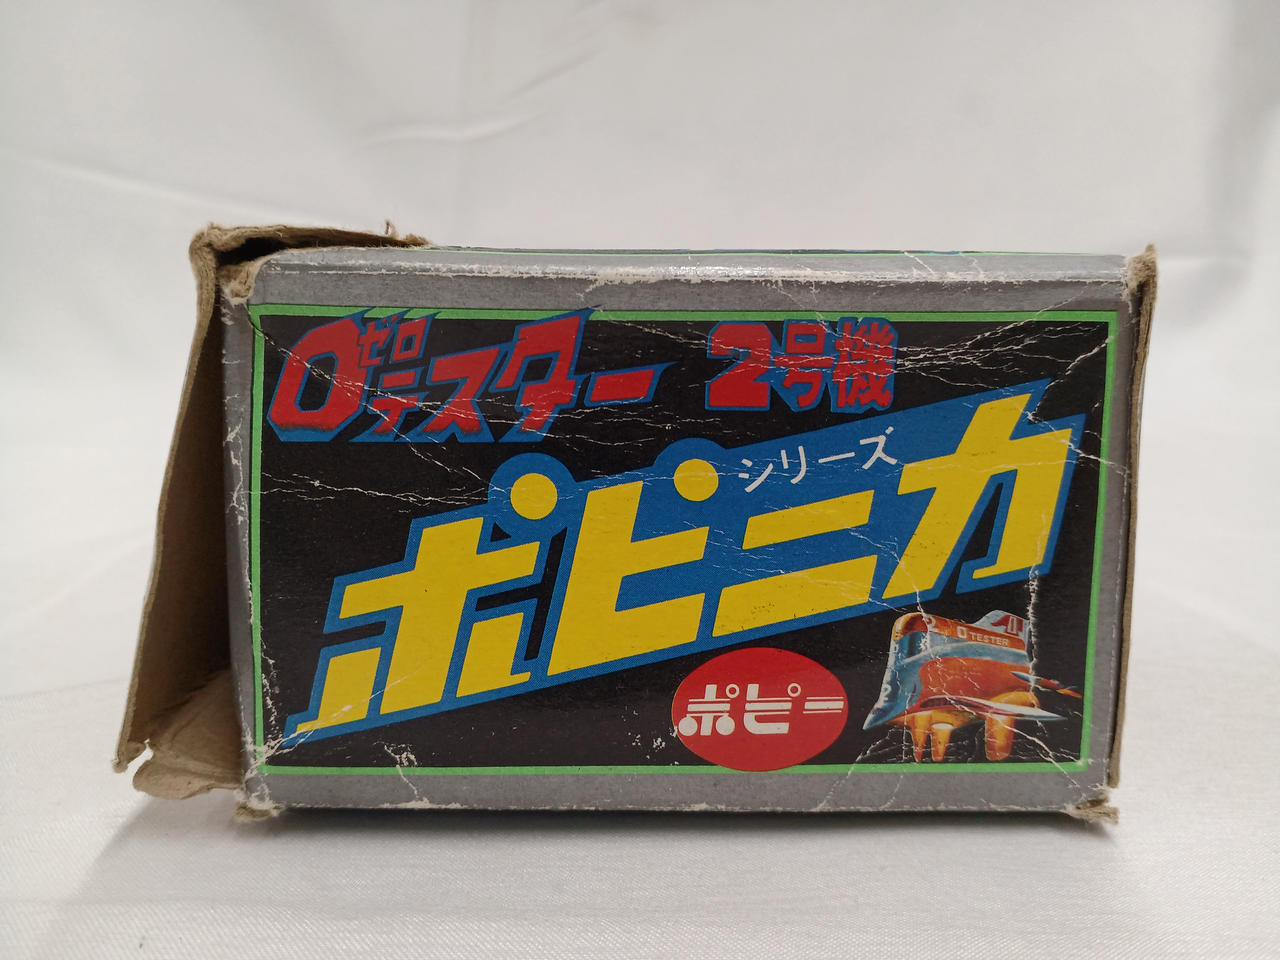 0テスター 2号機
ゼロ
シリーズ
ポピニカ
0 TESTER
ポピー